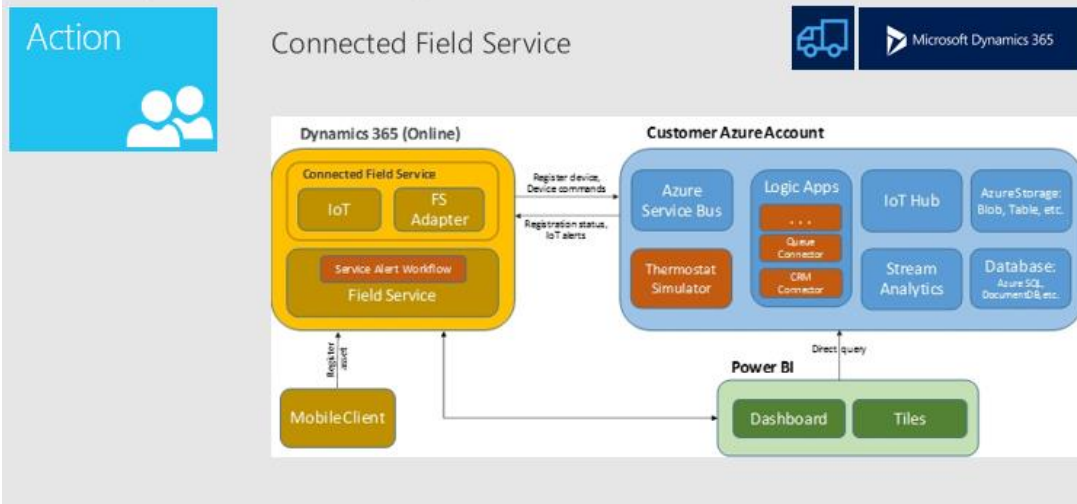 Action
Connected Field Service
Microsoft Dynamics 365
Dynamics 365 (Online)
Customer Azure Account
Connected Field Service
IoT
FS
Adapter
Service Alert Workflow
Field Service
Register device,
Device commands
Registration status,
IoT alerts
Azure
Service Bus
Logic Apps
...
Queue
Connector
CRM
Connector
IoT Hub
AzureStorage:
Blob, Table, etc.
Thermostat
Simulator
Stream
Analytics
Database:
Azure SQL,
DocumentDB, etc.
Register
asset
Direct query
Power BI
MobileClient
Dashboard
Tiles